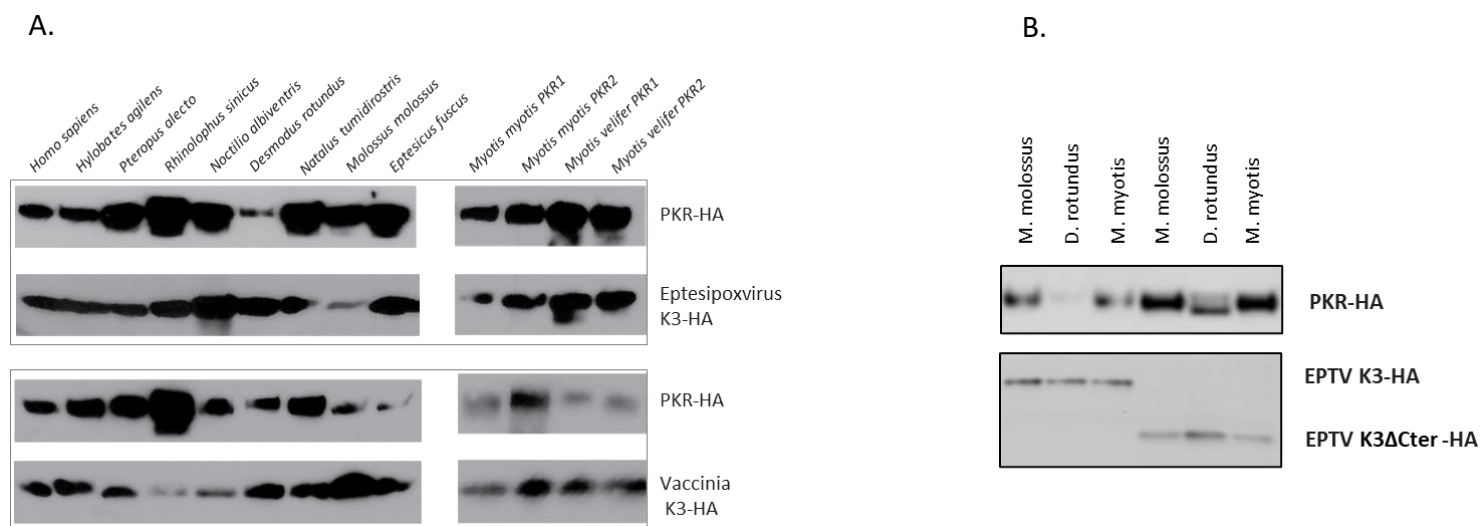 A.
Homo sapiens
Hylobates agilens
Pteropus alecto
Rhinolophus sinicus
Noctilio albiventris
Desmodus rotundus
Natalus tumidirostris
Molossus molossus
Eptesicus fuscus
Myotis myotis PKR1
Myotis myotis PKR2
Myotis velifer PKR1
Myotis velifer PKR2
PKR-HA
Eptesipoxvirus
K3-HA
PKR-HA
Vaccinia
K3-HA
B.
M. molossus
D. rotundus
M. myotis
M. molossus
D. rotundus
M. myotis
PKR-HA
EPTV K3-HA
EPTV K3ΔCter -HA